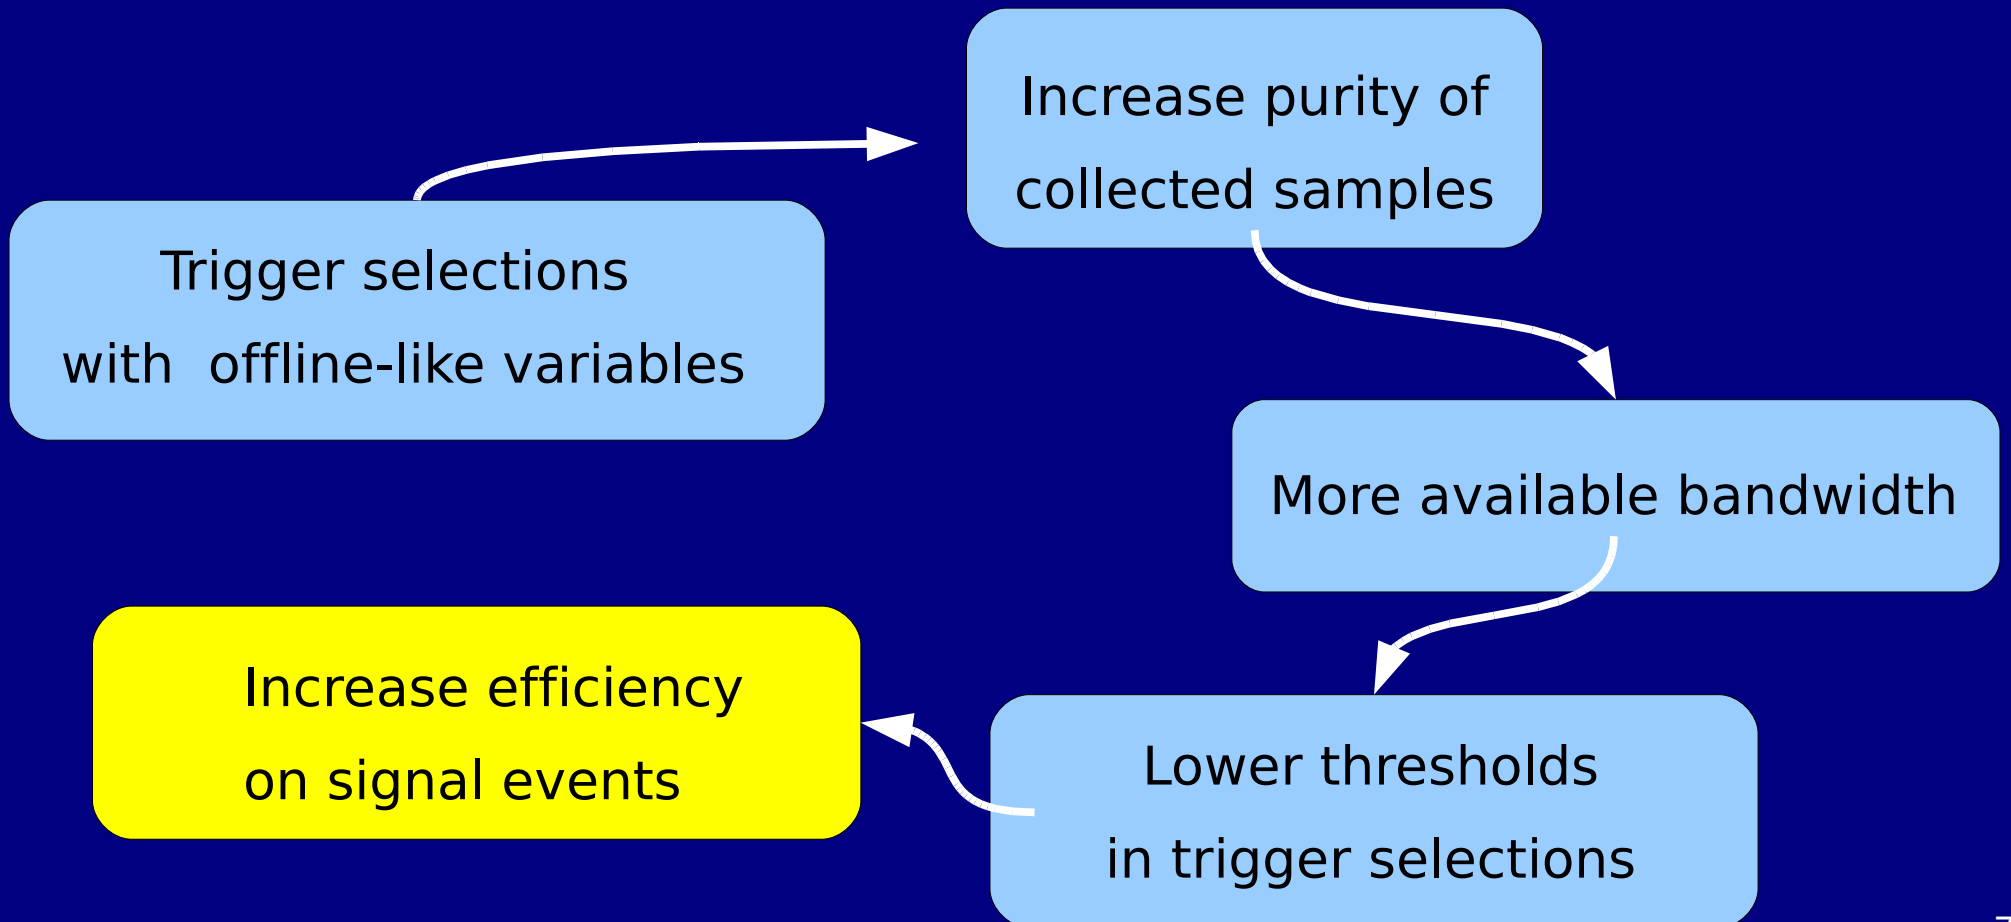 Increase purity of
collected samples
Trigger selections
with  offline-like variables
More available bandwidth
Increase efficiency
on signal events
Lower thresholds
in trigger selections